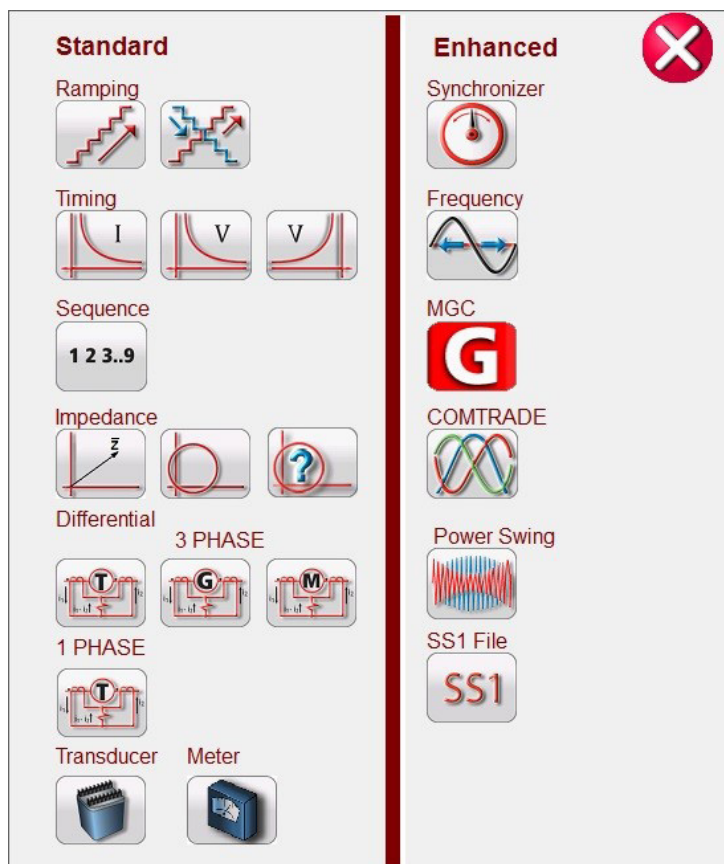 Standard
Ramping
Timing
I V V
Sequence
1 2 3..9
Impedance
Z
?
Differential
3 PHASE
T G M
1 PHASE
T
Transducer Meter
Enhanced
Synchronizer
Frequency
MGC
G
COMTRADE
Power Swing
SS1 File
SS1